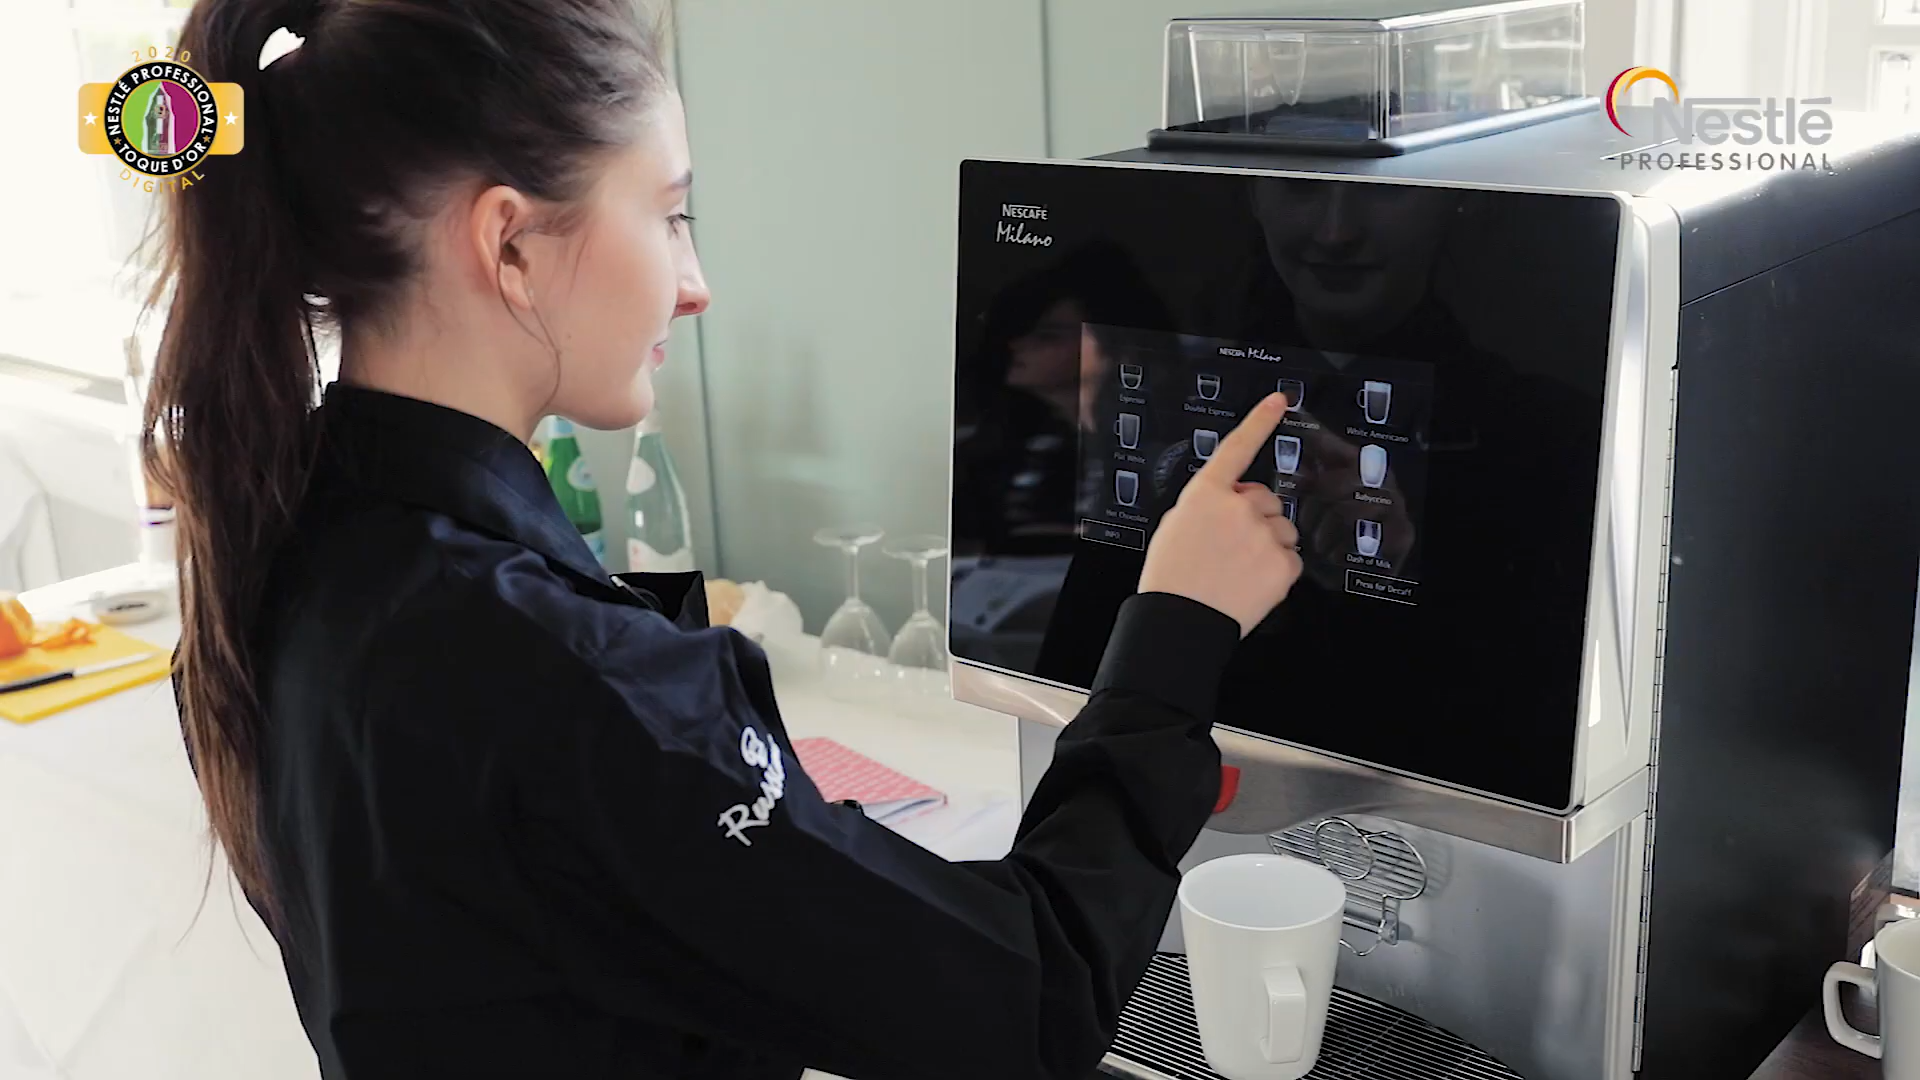 2020
NESTLÉ PROFESSIONAL
TOQUE D'OR
DIGITAL
Nestlé
PROFESSIONAL
NESCAFÉ
Milano
NESCAFÉ Milano
Espresso
Double Espresso
Americano
White Americano
Flat White
Latte
Babyccino
Hot Chocolate
Dash of Milk
INFO
Press for Decaff